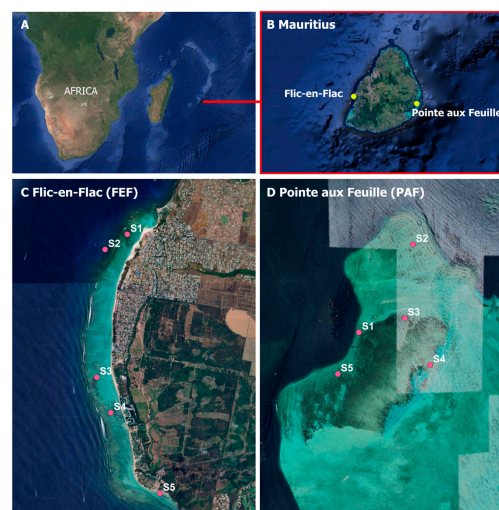 A
AFRICA
B Mauritius
Flic-en-Flac
Pointe aux Feuille
C Flic-en-Flac (FEF)
S1
S2
S3
S4
S5
D Pointe aux Feuille (PAF)
S2
S3
S1
S4
S5